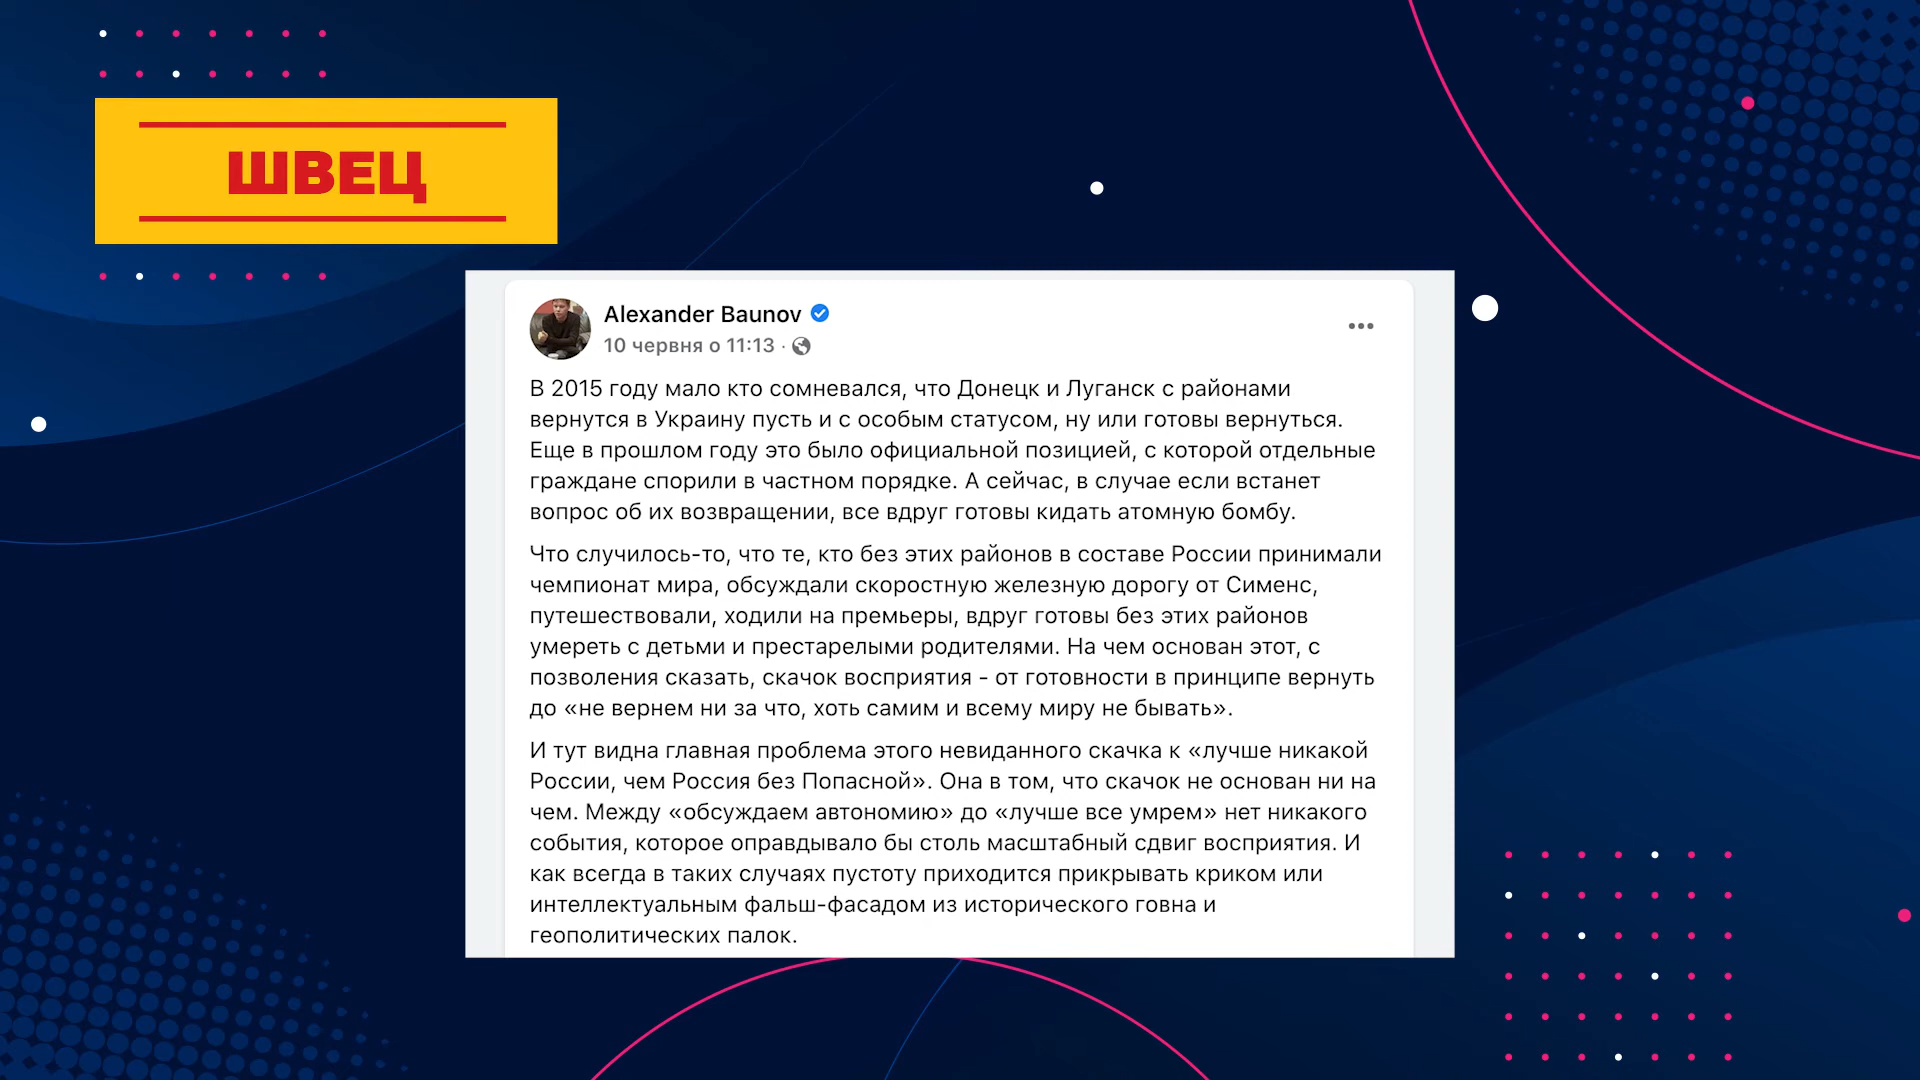 ШВЕЦ
Alexander Baunov
10 червня о 11:13 ·
В 2015 году мало кто сомневался, что Донецк и Луганск с районами
вернутся в Украину пусть и с особым статусом, ну или готовы вернуться.
Еще в прошлом году это было официальной позицией, с которой отдельные
граждане спорили в частном порядке. А сейчас, в случае если встанет
вопрос об их возвращении, все вдруг готовы кидать атомную бомбу.
Что случилось-то, что те, кто без этих районов в составе России принимали
чемпионат мира, обсуждали скоростную железную дорогу от Сименс,
путешествовали, ходили на премьеры, вдруг готовы без этих районов
умереть с детьми и престарелыми родителями. На чем основан этот, с
позволения сказать, скачок восприятия - от готовности в принципе вернуть
до «не вернем ни за что, хоть самим и всему миру не бывать».
И тут видна главная проблема этого невиданного скачка к «лучше никакой
России, чем Россия без Попасной». Она в том, что скачок не основан ни на
чем. Между «обсуждаем автономию» до «лучше все умрем» нет никакого
события, которое оправдывало бы столь масштабный сдвиг восприятия. И
как всегда в таких случаях пустоту приходится прикрывать криком или
интеллектуальным фальш-фасадом из исторического говна и
геополитических палок.